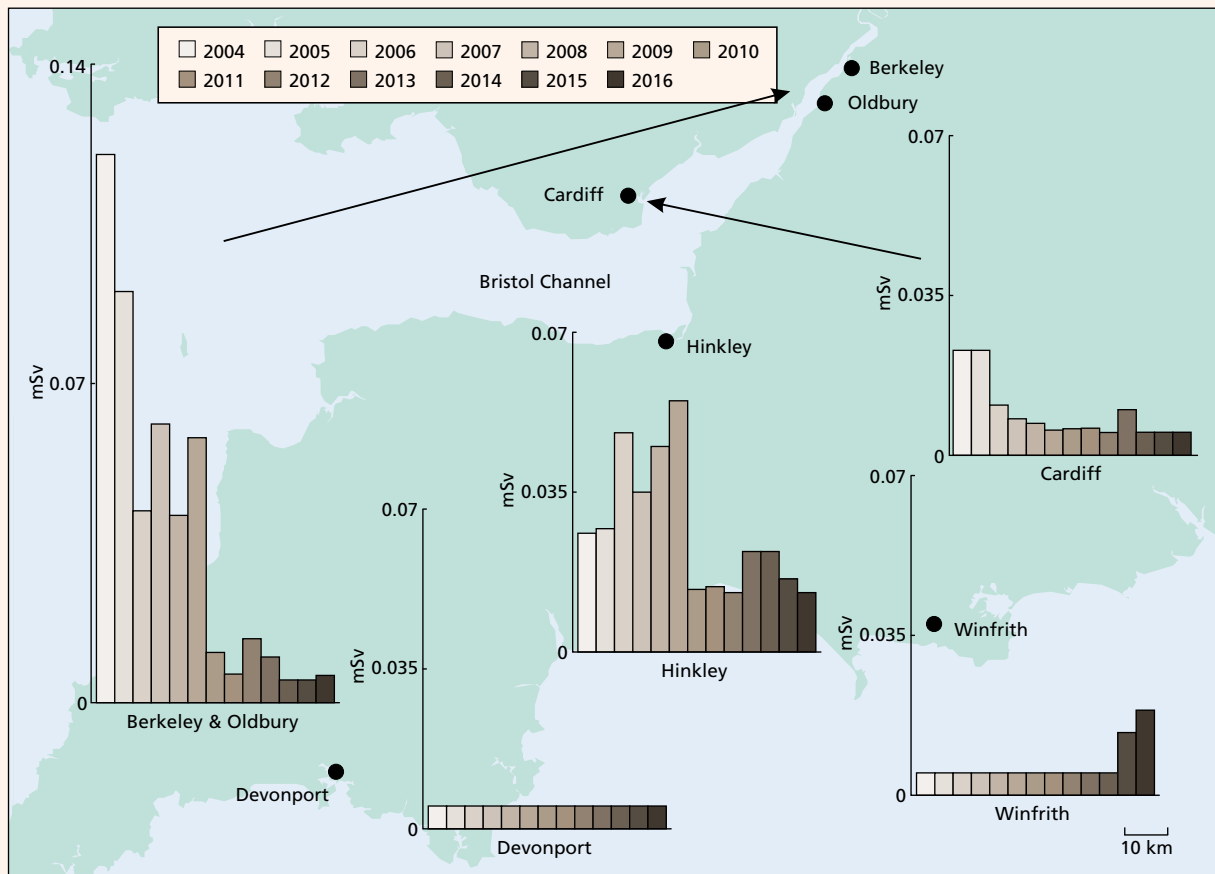 2004 2005 2006 2007 2008 2009 2010
2011 2012 2013 2014 2015 2016
0.14
0.07
0
mSv
Berkeley & Oldbury
Berkeley
Oldbury
Cardiff
Bristol Channel
Hinkley
0.07
0.035
0
mSv
Cardiff
0.07
0.035
0
mSv
Hinkley
0.07
0.035
0
mSv
Devonport
Devonport
0.07
0.035
0
mSv
Winfrith
Winfrith
10 km